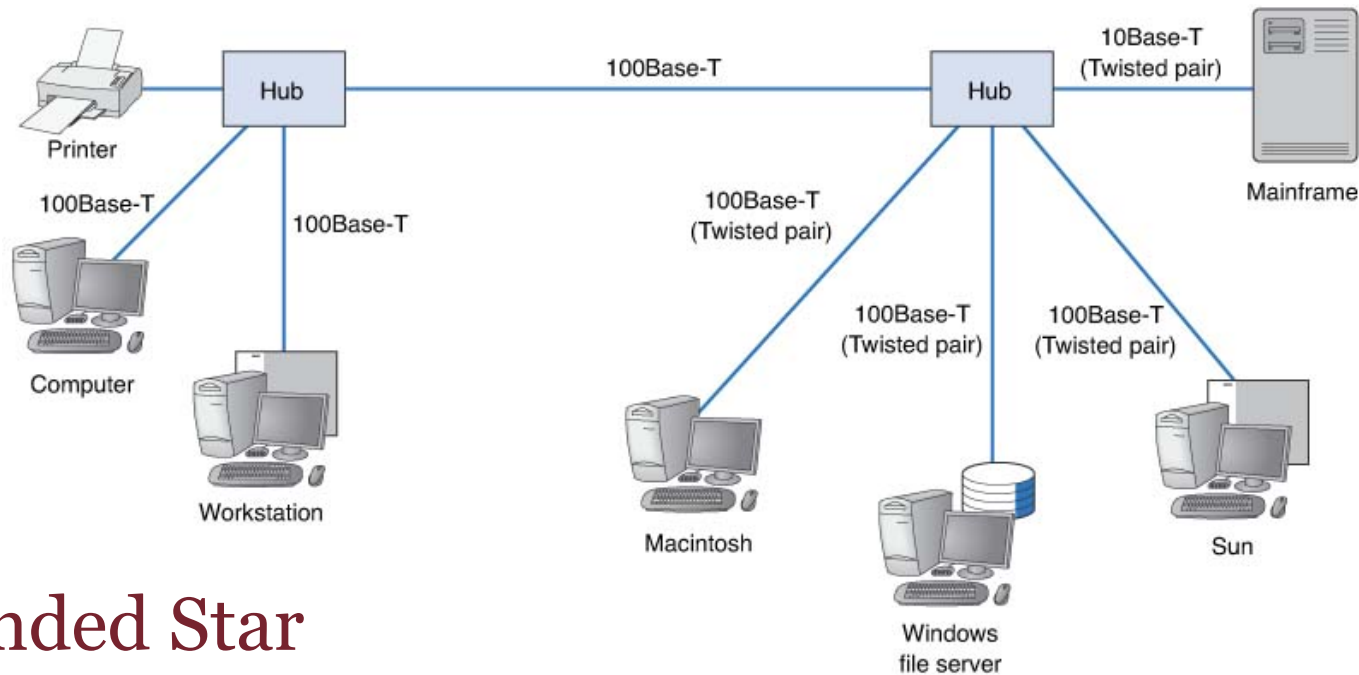 Printer
Hub
100Base-T
Hub
10Base-T
(Twisted pair)
Mainframe
100Base-T
Computer
100Base-T
Workstation
100Base-T
(Twisted pair)
Macintosh
100Base-T
(Twisted pair)
Windows
file server
100Base-T
(Twisted pair)
Sun
nded Star